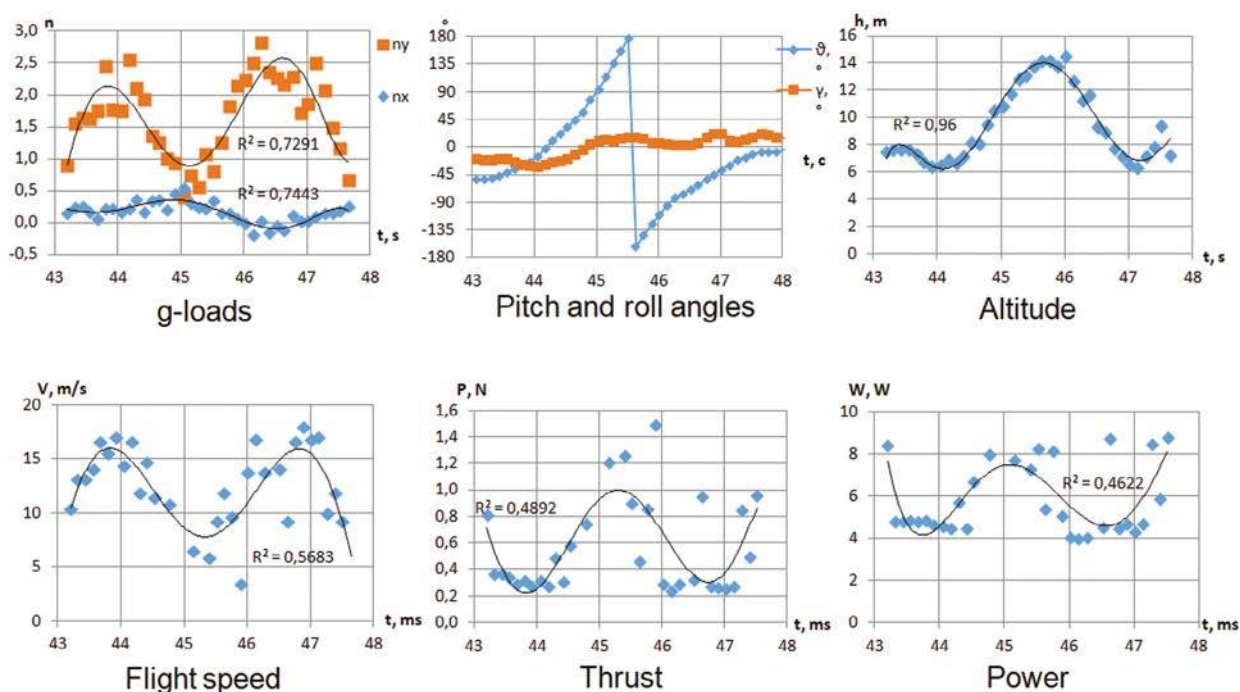 n
3,0
2,5
2,0
1,5
1,0
0,5
0,0
-0,5
ny
nx
R² = 0,7291
R² = 0,7443
t, s
43 44 45 46 47 48
g-loads
°
180
135
90
45
0
-45
-90
-135
-180
ϑ,
°
γ,
°
t, c
43 44 45 46 47 48
Pitch and roll angles
h, m
16
14
12
10
8
6
4
2
0
R² = 0,96
43 44 45 46 47 48
t, s
Altitude
V, m/s
20
15
10
5
0
R² = 0,5683
t, ms
43 44 45 46 47 48
Flight speed
P, N
1,6
1,4
1,2
1,0
0,8
0,6
0,4
0,2
0,0
R² = 0,4892
t, ms
43 44 45 46 47 48
Thrust
W, W
10
8
6
4
2
0
R² = 0,4622
t, ms
43 44 45 46 47 48
Power